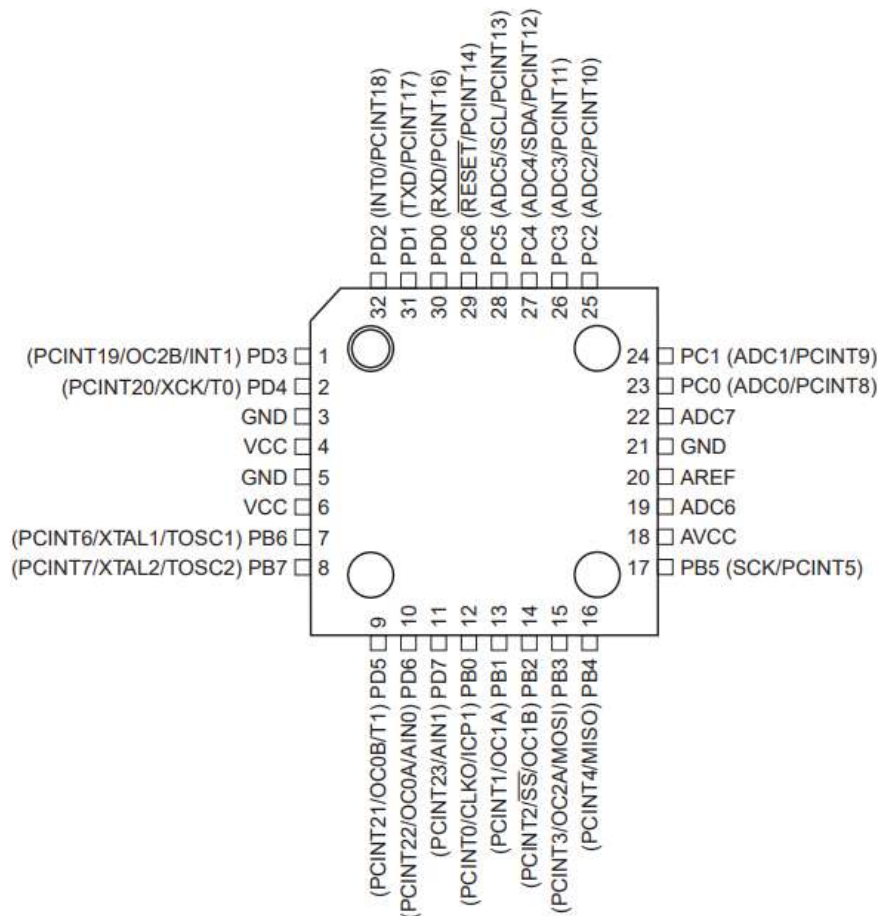 PD2 (INT0/PCINT18)
PD1 (TXD/PCINT17)
PD0 (RXD/PCINT16)
PC6 (RESET/PCINT14)
PC5 (ADC5/SCL/PCINT13)
PC4 (ADC4/SDA/PCINT12)
PC3 (ADC3/PCINT11)
PC2 (ADC2/PCINT10)
32 31 30 29 28 27 26 25
(PCINT19/OC2B/INT1) PD3 1
(PCINT20/XCK/T0) PD4 2
GND 3
VCC 4
GND 5
VCC 6
(PCINT6/XTAL1/TOSC1) PB6 7
(PCINT7/XTAL2/TOSC2) PB7 8
24 PC1 (ADC1/PCINT9)
23 PC0 (ADC0/PCINT8)
22 ADC7
21 GND
20 AREF
19 ADC6
18 AVCC
17 PB5 (SCK/PCINT5)
9 10 11 12 13 14 15 16
(PCINT21/OC0B/T1) PD5
(PCINT22/OC0A/AIN0) PD6
(PCINT23/AIN1) PD7
(PCINT0/CLKO/ICP1) PB0
(PCINT1/OC1A) PB1
(PCINT2/SS/OC1B) PB2
(PCINT3/OC2A/MOSI) PB3
(PCINT4/MISO) PB4